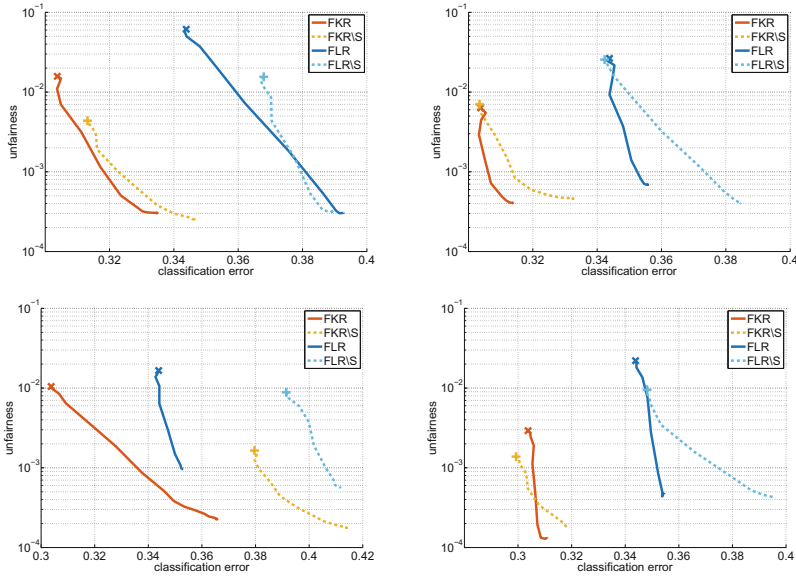 10⁻¹
10⁻²
10⁻³
10⁻⁴
unfairness
0.32 0.34 0.36 0.38 0.4
classification error
FKR
FKR\S
FLR
FLR\S
10⁻¹
10⁻²
10⁻³
10⁻⁴
unfairness
0.32 0.34 0.36 0.38 0.4
classification error
FKR
FKR\S
FLR
FLR\S
10⁻¹
10⁻²
10⁻³
10⁻⁴
unfairness
0.3 0.32 0.34 0.36 0.38 0.4 0.42
classification error
FKR
FKR\S
FLR
FLR\S
10⁻¹
10⁻²
10⁻³
10⁻⁴
unfairness
0.3 0.32 0.34 0.36 0.38 0.4
classification error
FKR
FKR\S
FLR
FLR\S